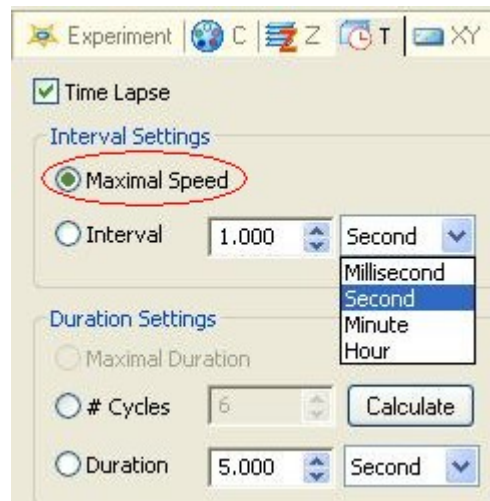 Experiment C Z T XY
Time Lapse
Interval Settings
Maximal Speed
Interval 1.000 Second
Millisecond
Second
Minute
Hour
Duration Settings
Maximal Duration
# Cycles 6 Calculate
Duration 5.000 Second